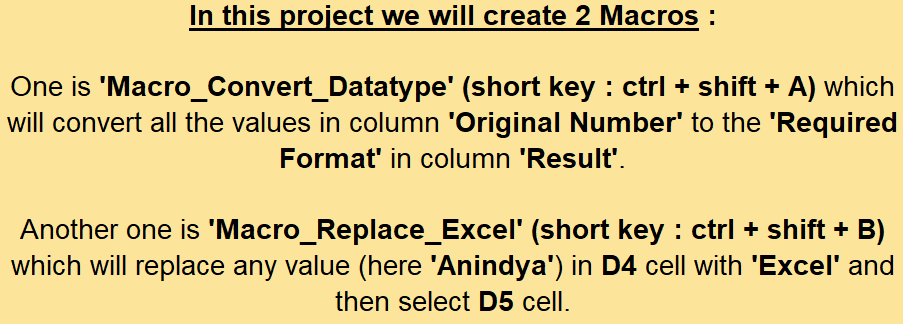 In this project we will create 2 Macros :
One is 'Macro_Convert_Datatype' (short key : ctrl + shift + A) which
will convert all the values in column 'Original Number' to the 'Required
Format' in column 'Result'.
Another one is 'Macro_Replace_Excel' (short key : ctrl + shift + B)
which will replace any value (here 'Anindya') in D4 cell with 'Excel' and
then select D5 cell.